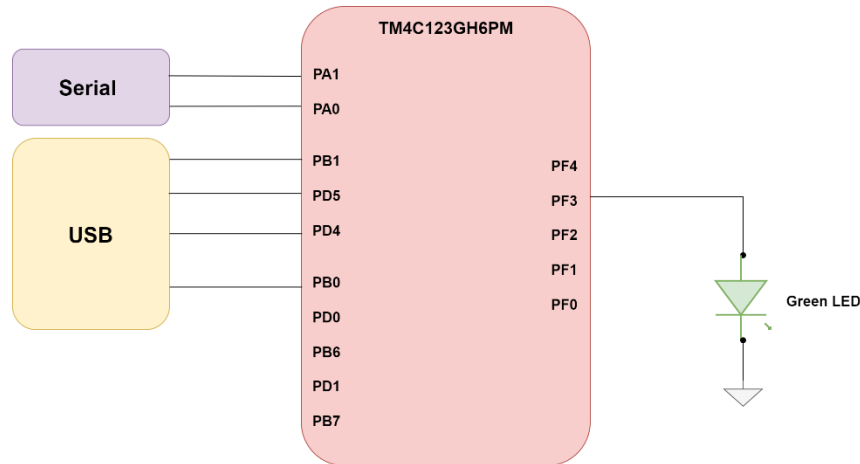 TM4C123GH6PM
Serial
PA1
PA0
USB
PB1
PD5
PD4
PB0
PD0
PB6
PD1
PB7
PF4
PF3
PF2
PF1
PF0
Green LED